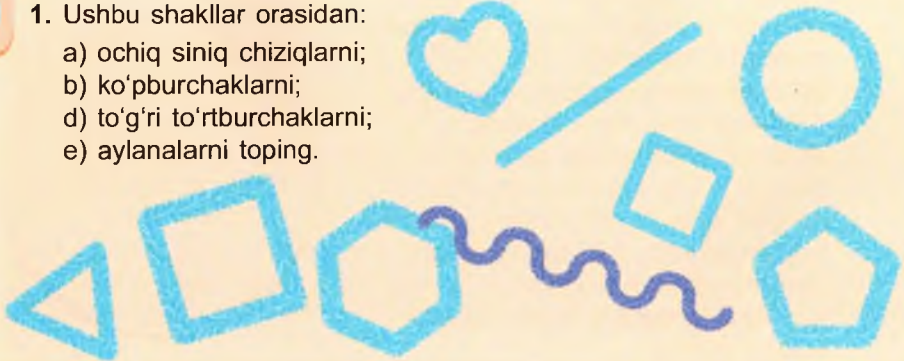 1. Ushbu shakllar orasidan:
a) ochiq siniq chiziqlarni;
b) ko‘pburchaklarni;
d) to‘g‘ri to‘rtburchaklarni;
e) aylanalarni toping.